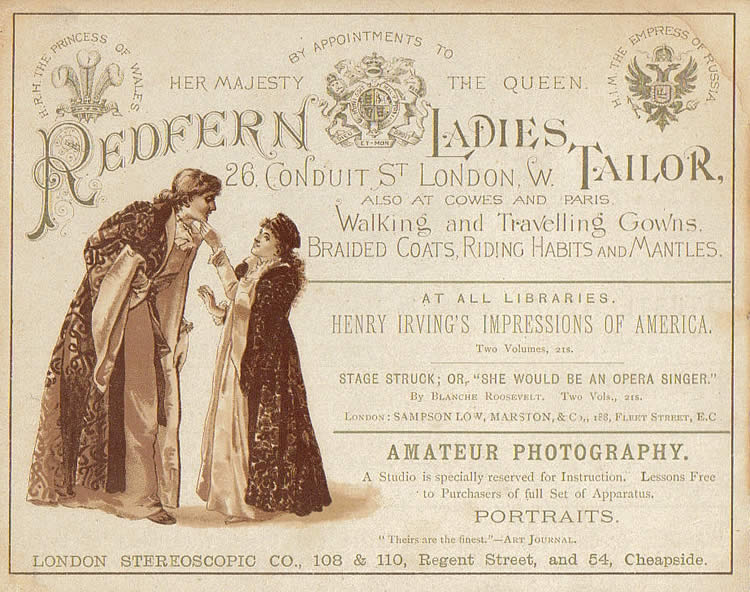 H.R.H. THE PRINCESS OF WALES
BY APPOINTMENTS TO
HER MAJESTY THE QUEEN.
H.I.M. THE EMPRESS OF RUSSIA
REDFERN LADIES TAILOR,
26, CONDUIT ST LONDON, W.
ALSO AT COWES AND PARIS.
Walking and Travelling Gowns.
BRAIDED COATS, RIDING HABITS AND MANTLES.
AT ALL LIBRARIES.
HENRY IRVING'S IMPRESSIONS OF AMERICA.
Two Volumes, 21s.
STAGE STRUCK; OR, "SHE WOULD BE AN OPERA SINGER."
By Blanche Roosevelt. Two Vols., 21s.
London: SAMPSON LOW, MARSTON, & Co., 188, Fleet Street, E.C
AMATEUR PHOTOGRAPHY.
A Studio is specially reserved for Instruction. Lessons Free
to Purchasers of full Set of Apparatus.
PORTRAITS.
"Theirs are the finest."—Art Journal.
LONDON STEREOSCOPIC CO., 108 & 110, Regent Street, and 54, Cheapside.